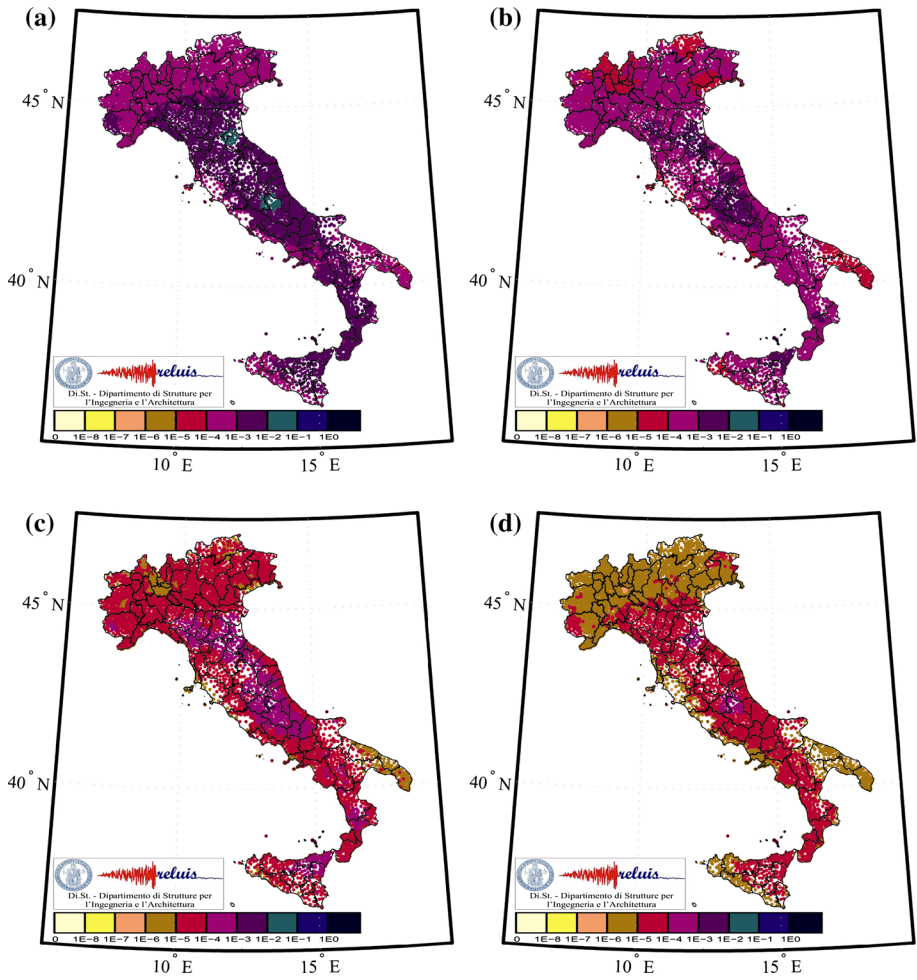 (a)
(b)
45° N
40° N
reluis
Di.St. - Dipartimento di Strutture per
l'Ingegneria e l'Architettura
0 1E-8 1E-7 1E-6 1E-5 1E-4 1E-3 1E-2 1E-1 1E0
10° E
15° E
45° N
40° N
reluis
Di.St. - Dipartimento di Strutture per
l'Ingegneria e l'Architettura
0 1E-8 1E-7 1E-6 1E-5 1E-4 1E-3 1E-2 1E-1 1E0
10° E
15° E
(c)
(d)
45° N
40° N
reluis
Di.St. - Dipartimento di Strutture per
l'Ingegneria e l'Architettura
0 1E-8 1E-7 1E-6 1E-5 1E-4 1E-3 1E-2 1E-1 1E0
10° E
15° E
45° N
40° N
reluis
Di.St. - Dipartimento di Strutture per
l'Ingegneria e l'Architettura
0 1E-8 1E-7 1E-6 1E-5 1E-4 1E-3 1E-2 1E-1 1E0
10° E
15° E